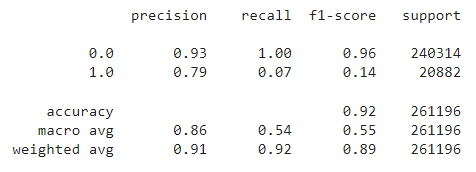 precision recall f1-score support
0.0 0.93 1.00 0.96 240314
1.0 0.79 0.07 0.14 20882
accuracy 0.92 261196
macro avg 0.86 0.54 0.55 261196
weighted avg 0.91 0.92 0.89 261196